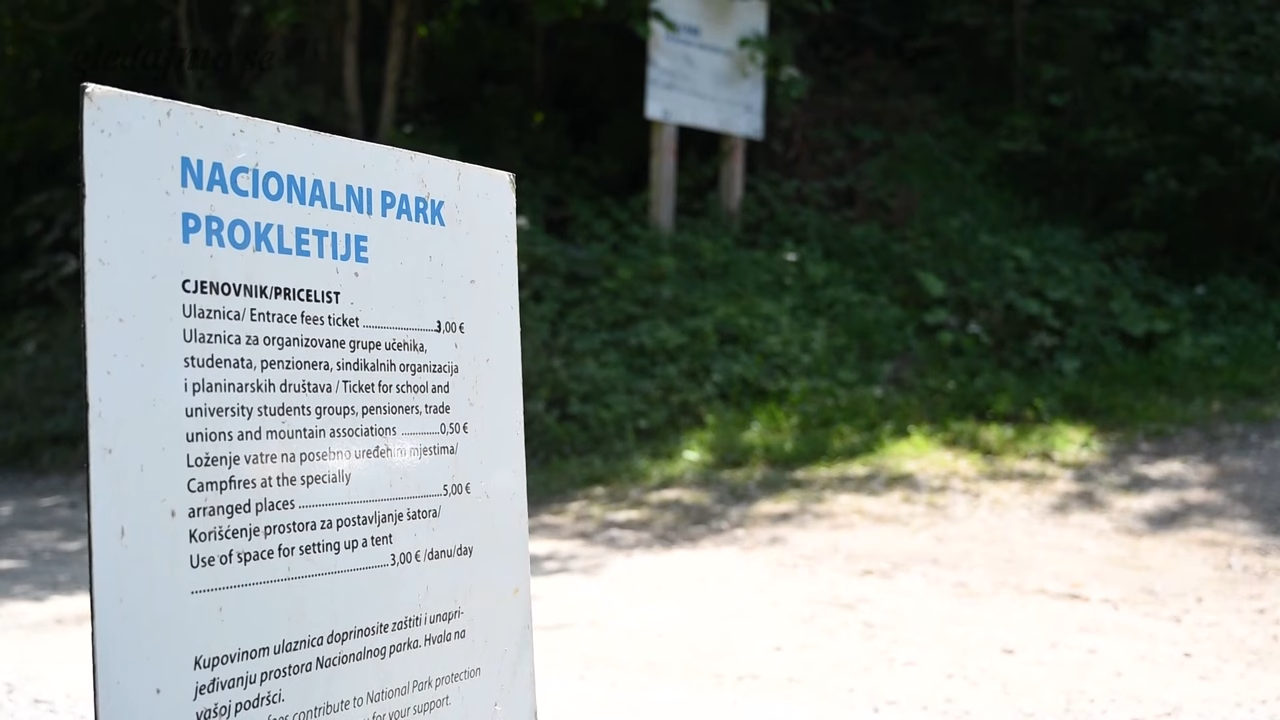 NACIONALNI PARK
PROKLETIJE
CJENOVNIK/PRICELIST
Ulaznica/ Entrace fees ticket ......................3,00 €
Ulaznica za organizovane grupe učehika,
studenata, penzionera, sindikalnih organizacija
i planinarskih društava / Ticket for school and
university students groups, pensioners, trade
unions and mountain associations ............0,50 €
Loženje vatre na posebno uređehim mjestima/
Campfires at the specially
arranged places ...........................................5,00 €
Korišćenje prostora za postavljanje šatora/
Use of space for setting up a tent
..........................................................3,00 € /danu/day
Kupovinom ulaznica doprinosite zaštiti i unapri-
jeđivanju prostora Nacionalnog parka. Hvala na
vašoj podršci.
fees contribute to National Park protection
for your support.